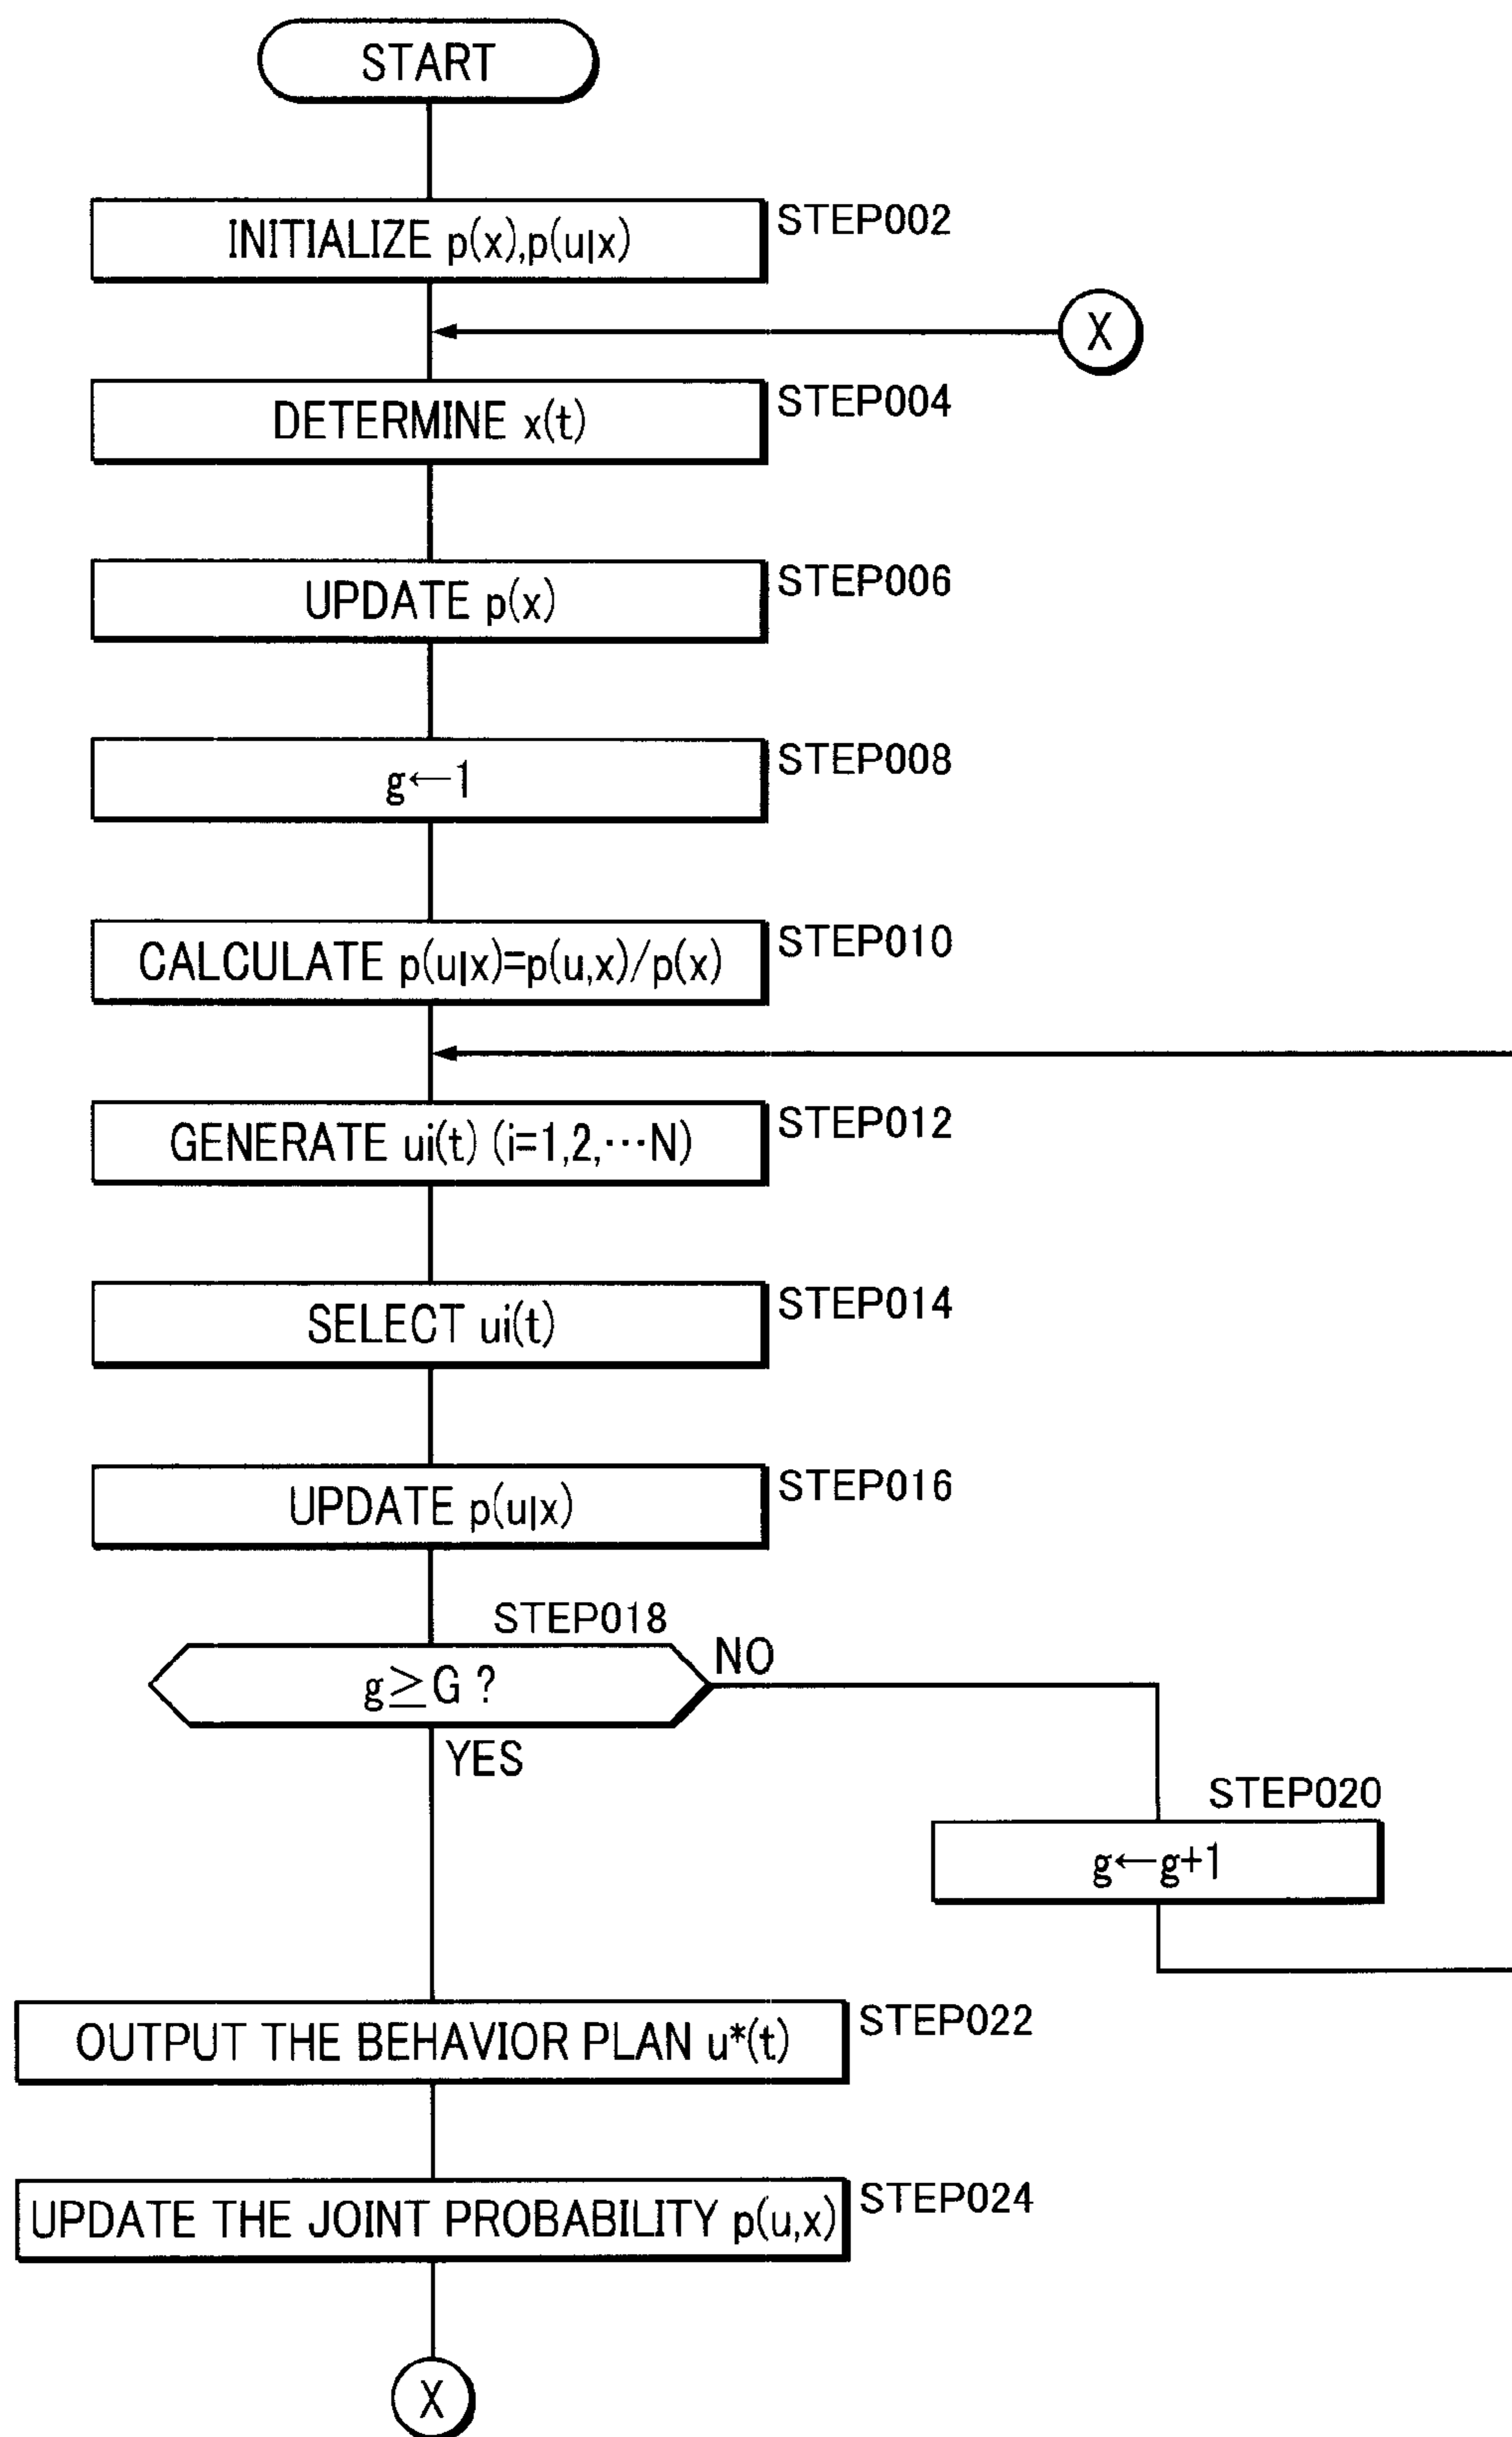 START
INITIALIZE p(x),p(u|x)
STEP002
X
DETERMINE x(t)
STEP004
UPDATE p(x)
STEP006
g←1
STEP008
CALCULATE p(u|x)=p(u,x)/p(x)
STEP010
GENERATE ui(t) (i=1,2,⋯N)
STEP012
SELECT ui(t)
STEP014
UPDATE p(u|x)
STEP016
STEP018
g≥G ?
NO
YES
STEP020
g←g+1
OUTPUT THE BEHAVIOR PLAN u*(t)
STEP022
UPDATE THE JOINT PROBABILITY p(u,x)
STEP024
X